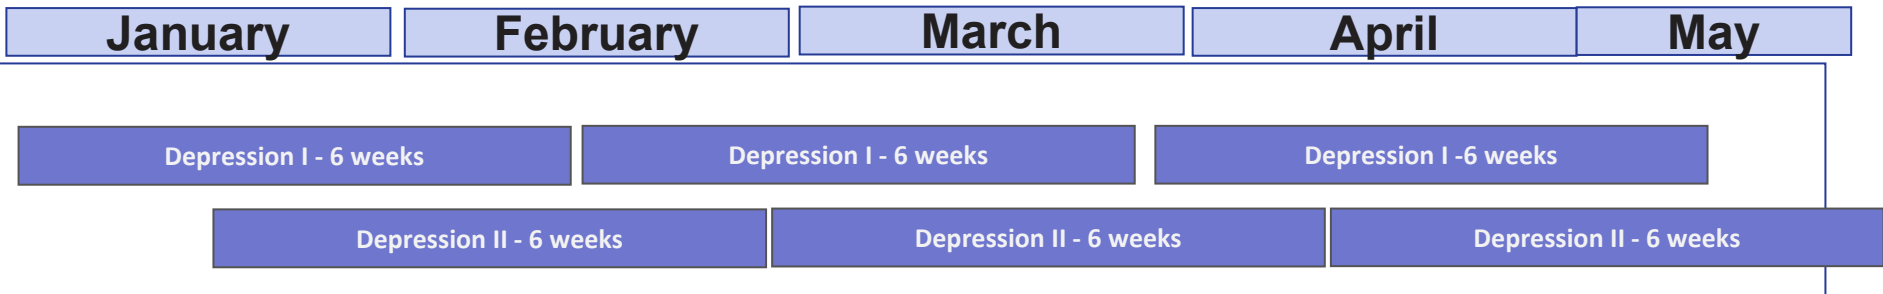 January February March April May
Depression I - 6 weeks Depression I - 6 weeks Depression I -6 weeks
Depression II - 6 weeks Depression II - 6 weeks Depression II - 6 weeks